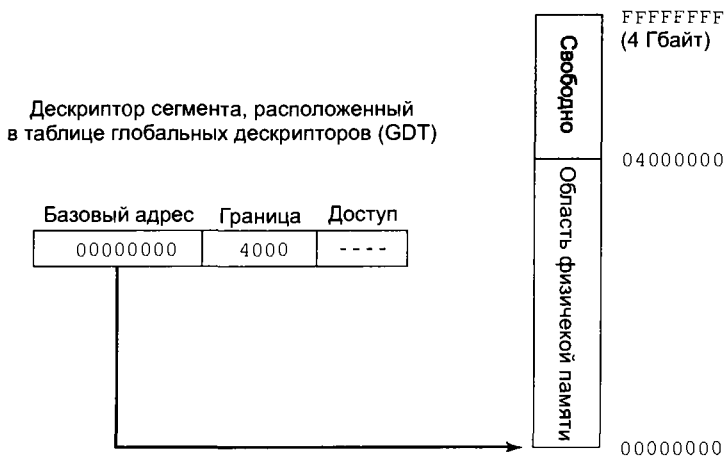 FFFFFFFF
(4 Гбайт)
Свободно
Дескриптор сегмента, расположенный
в таблице глобальных дескрипторов (GDT)
04000000
Базовый адрес Граница Доступ
00000000 4000 ----
Область физичекой памяти
00000000